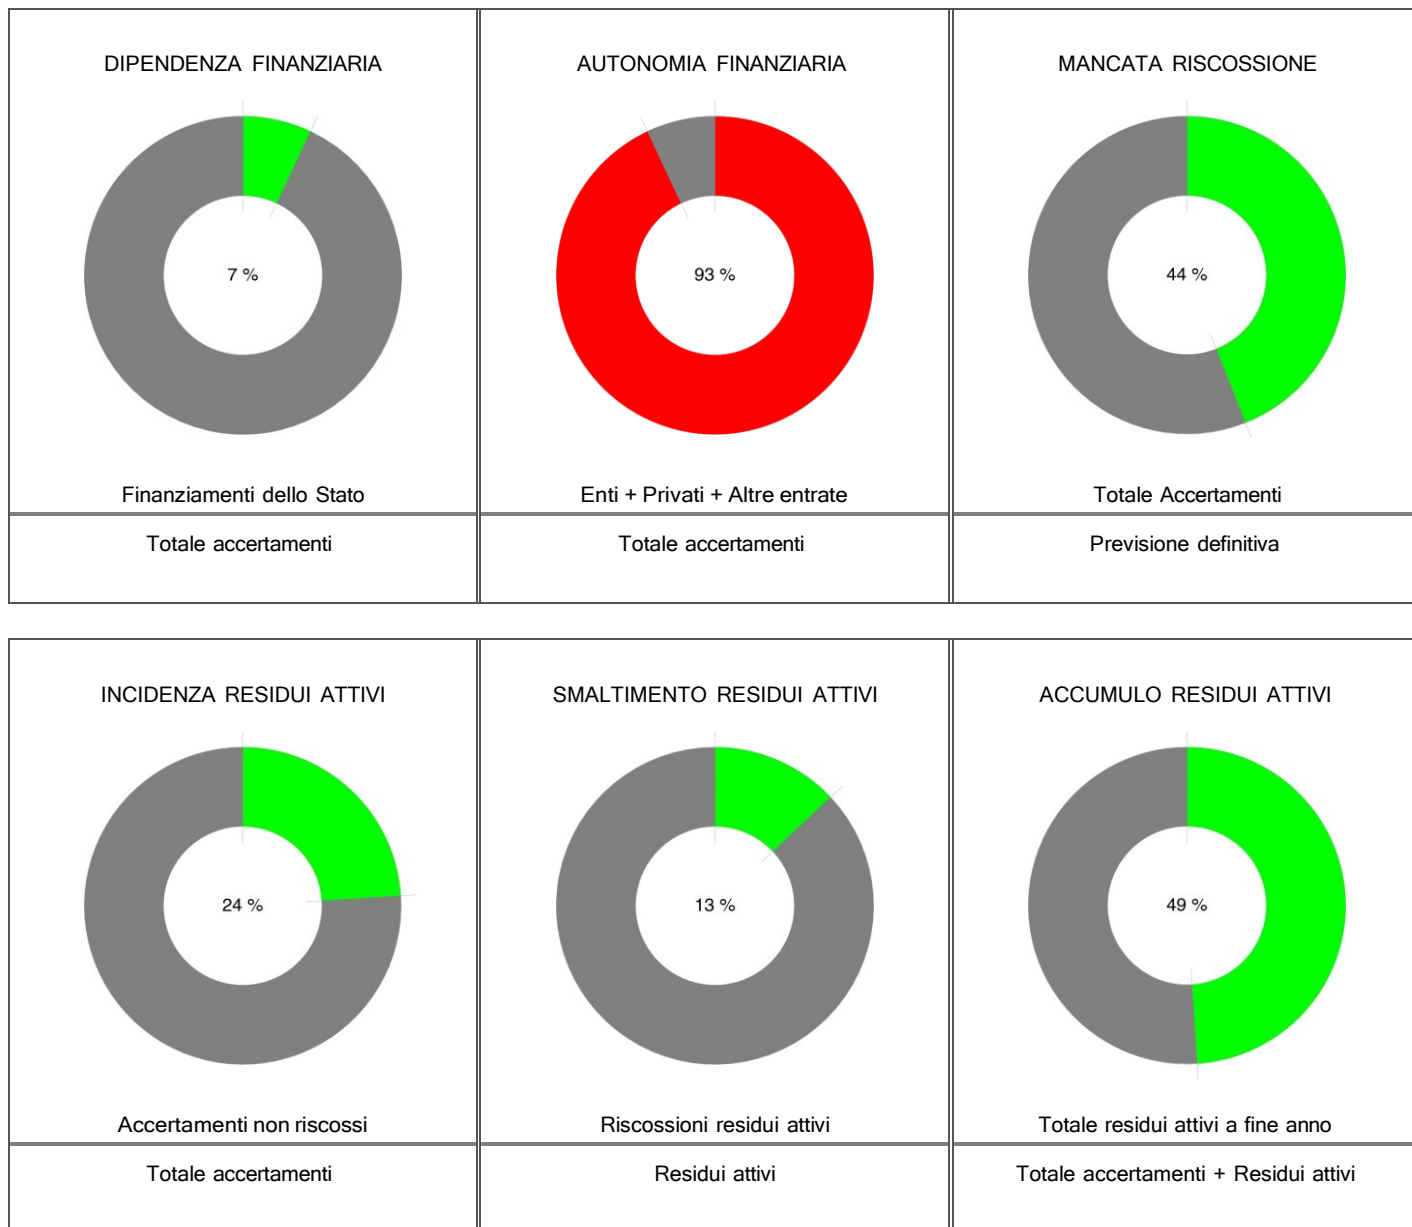 DIPENDENZA FINANZIARIA
7 %
Finanziamenti dello Stato
Totale accertamenti
AUTONOMIA FINANZIARIA
93 %
Enti + Privati + Altre entrate
Totale accertamenti
MANCATA RISCOSSIONE
44 %
Totale Accertamenti
Previsione definitiva
INCIDENZA RESIDUI ATTIVI
24 %
Accertamenti non riscossi
Totale accertamenti
SMALTIMENTO RESIDUI ATTIVI
13 %
Riscossioni residui attivi
Residui attivi
ACCUMULO RESIDUI ATTIVI
49 %
Totale residui attivi a fine anno
Totale accertamenti + Residui attivi